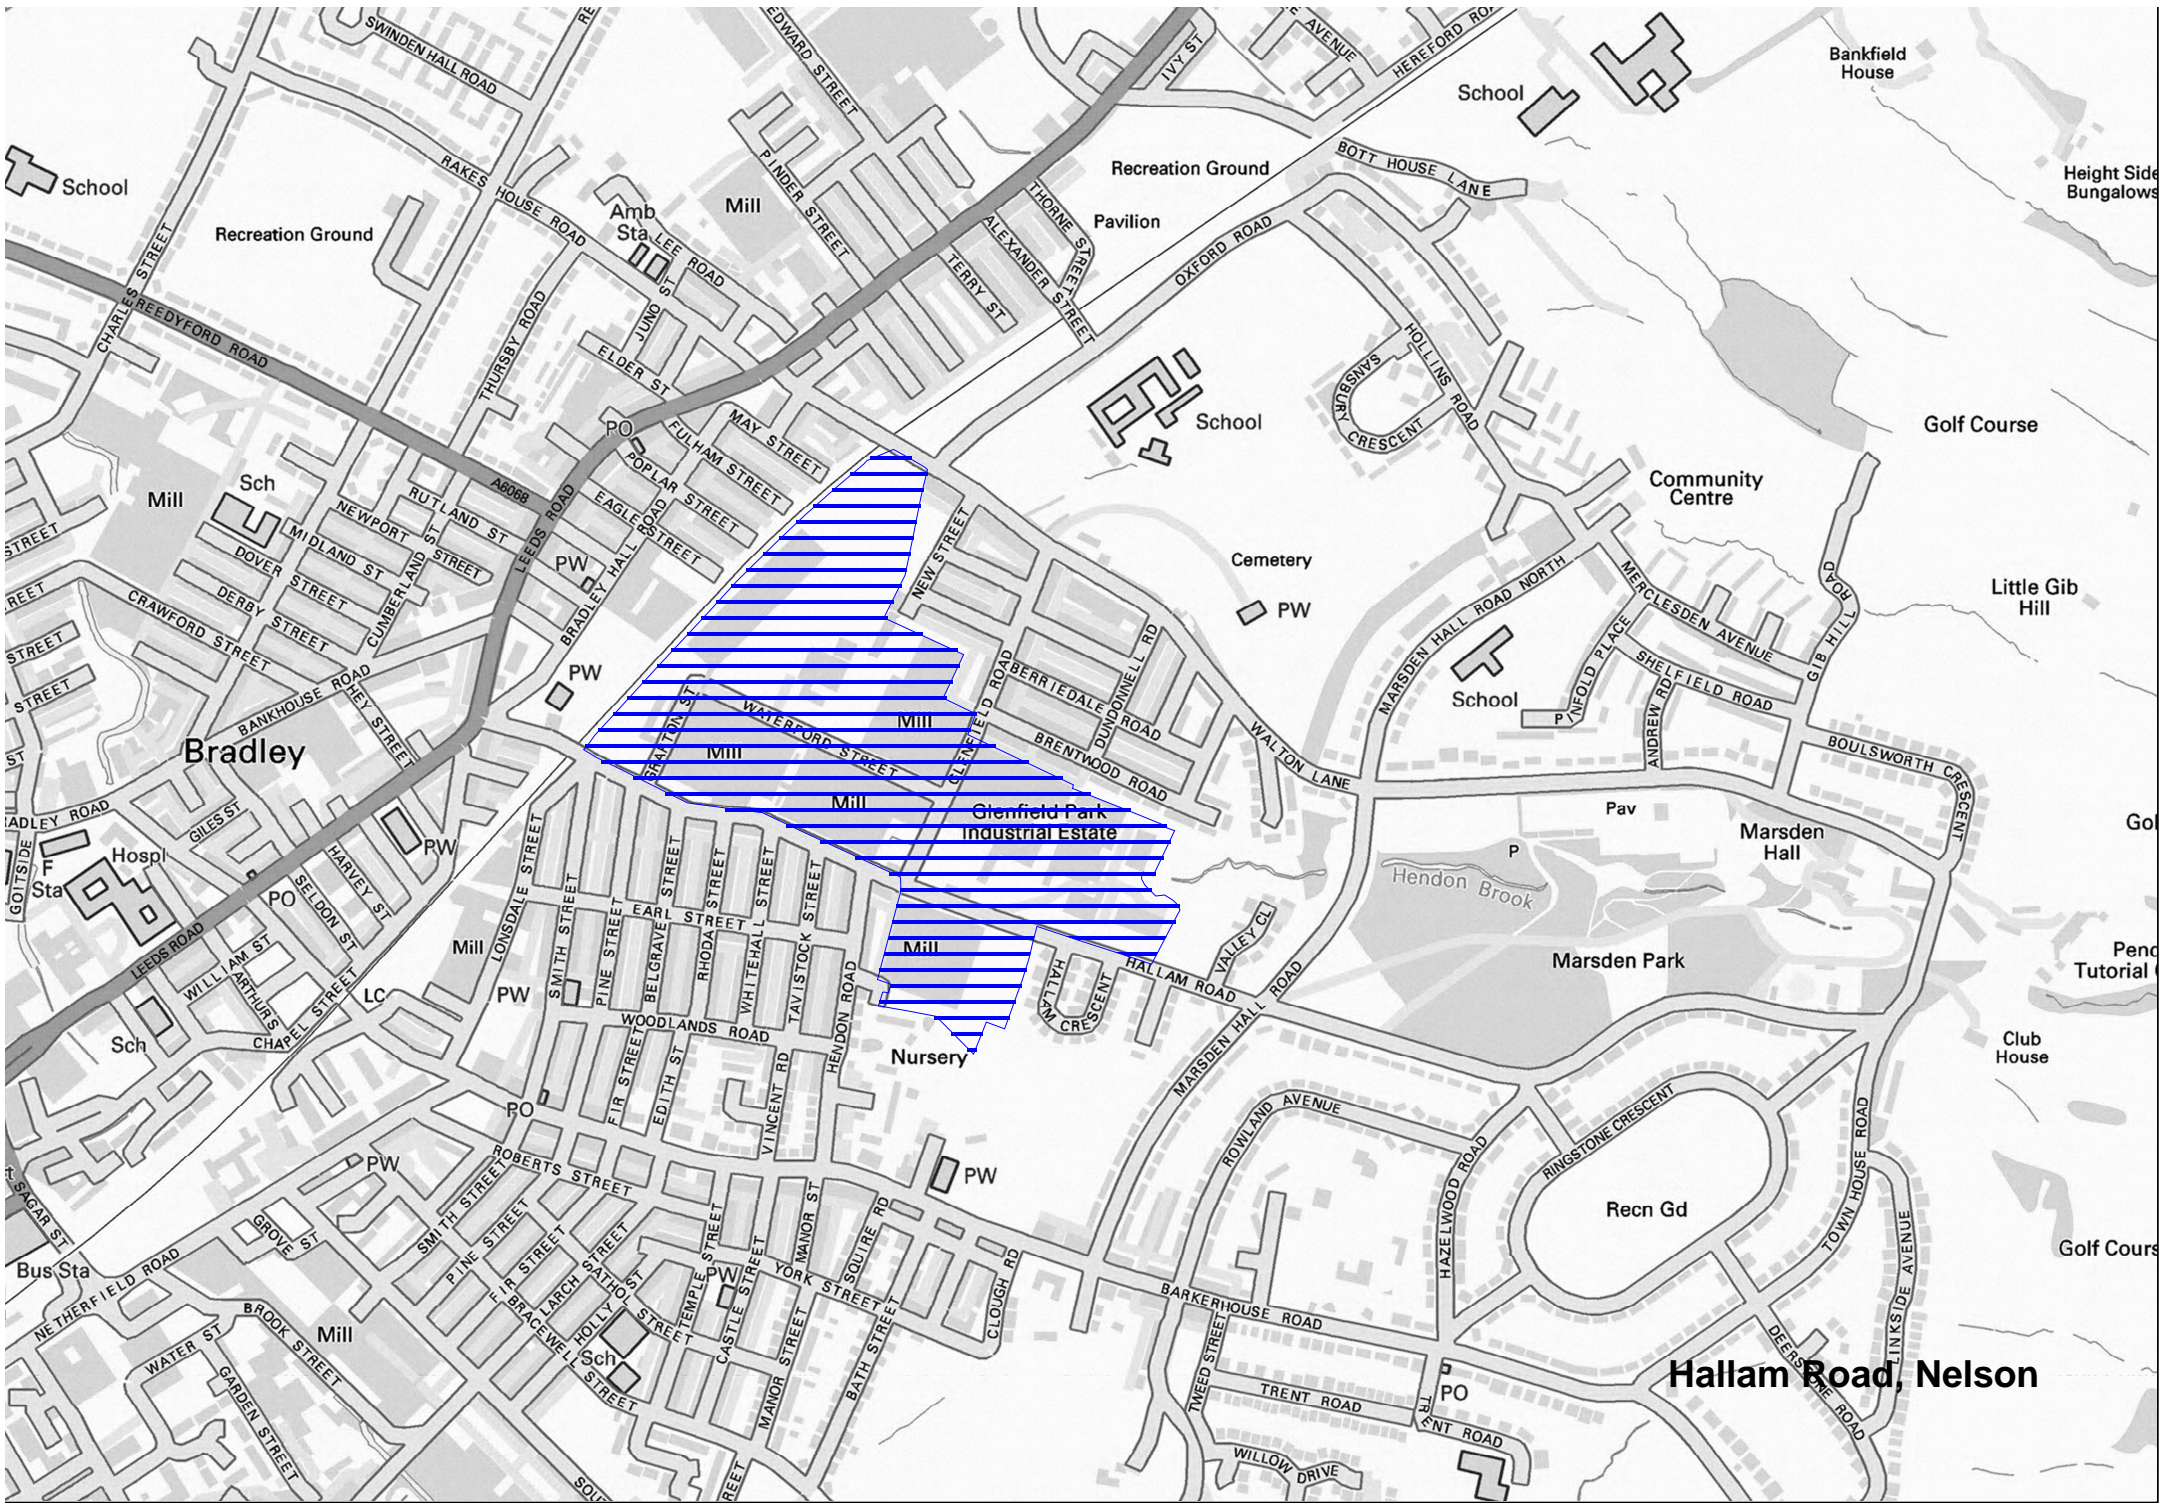 SWINDEN HALL ROAD
EDWARD STREET
IVY ST
AVENUE
HEREFORD
School
Bankfield
House
School
RAKES HOUSE ROAD
PINDER STREET
Mill
Recreation Ground
BOTT HOUSE LANE
Height Side
Bungalows
Recreation Ground
Amb
Sta
LEE ROAD
THORNE STREET
Pavilion
ALEXANDER STREET
TERRY ST
OXFORD ROAD
CHARLES STREET
REEDYFORD ROAD
THURSBY ROAD
JUNO ST
ELDER ST
HOLLINS ROAD
SANSBURY
CRESCENT
School
Golf Course
PO
MAY STREET
FULHAM STREET
POPLAR STREET
EAGLE STREET
Sch
Mill
A6068
RUTLAND ST
NEWPORT STREET
MIDLAND ST
LEEDS ROAD
Community
Centre
STREET
DOVER STREET
DERBY STREET
CUMBERLAND ST
CRAWFORD STREET
PW
BRADLEY HALL ROAD
NEW STREET
Cemetery
PW
MARSDEN HALL ROAD NORTH
MERCLESDEN AVENUE
GIB HILL ROAD
Little Gib
Hill
STREET
STREET
BANKHOUSE ROAD
HEY STREET
PW
GLENFIELD ROAD
BERRIEDALE ROAD
DUNDONNELL RD
BRENTWOOD ROAD
School
PINFOLD PLACE
SHELFIELD ROAD
ANDREW RD
Bradley
GRAFTON ST
WATERFORD STREET
Mill
Mill
Mill
WALTON LANE
BOULSWORTH CRESCENT
GILES ST
Glenfield Park
Industrial Estate
Pav
Marsden
Hall
P
Hendon Brook
GOITSIDE
F
Sta
Hospl
PW
PO
HARVEY ST
SELDON ST
LONSDALE STREET
SMITH STREET
PINE STREET
BELGRAVE STREET
RHODA STREET
WHITEHALL STREET
TAVISTOCK STREET
EARL STREET
HENDON ROAD
Mill
Mill
LEEDS ROAD
WILLIAM ST
ARTHUR ST
LC
PW
HALLAM CRESCENT
HALLAM ROAD
VALLEY CL
MARSDEN HALL ROAD
Marsden Park
Sch
CHAPEL STREET
WOODLANDS ROAD
Nursery
Club
House
FIR STREET
EDITH ST
VINCENT RD
PO
ROWLAND AVENUE
RINGSTONE CRESCENT
HAZELWOOD ROAD
Recn Gd
TOWN HOUSE ROAD
LINKSIDE AVENUE
PW
ROBERTS STREET
PW
SAGAR ST
GROVE ST
SMITH STREET
PINE STREET
FIR STREET
LARCH STREET
BRACEWELL STREET
HOLLY ST
TEMPLE STREET
PW
CASTLE STREET
MANOR ST
SQUIRE RD
YORK STREET
CLOUGH RD
Bus Sta
NETHERFIELD ROAD
BROOK STREET
Mill
WATER ST
GARDEN STREET
Sch
MANOR STREET
BATH STREET
BARKERHOUSE ROAD
TWEED STREET
TRENT ROAD
TRENT ROAD
PO
WILLOW DRIVE
DEERSTONE ROAD
Hallam Road, Nelson